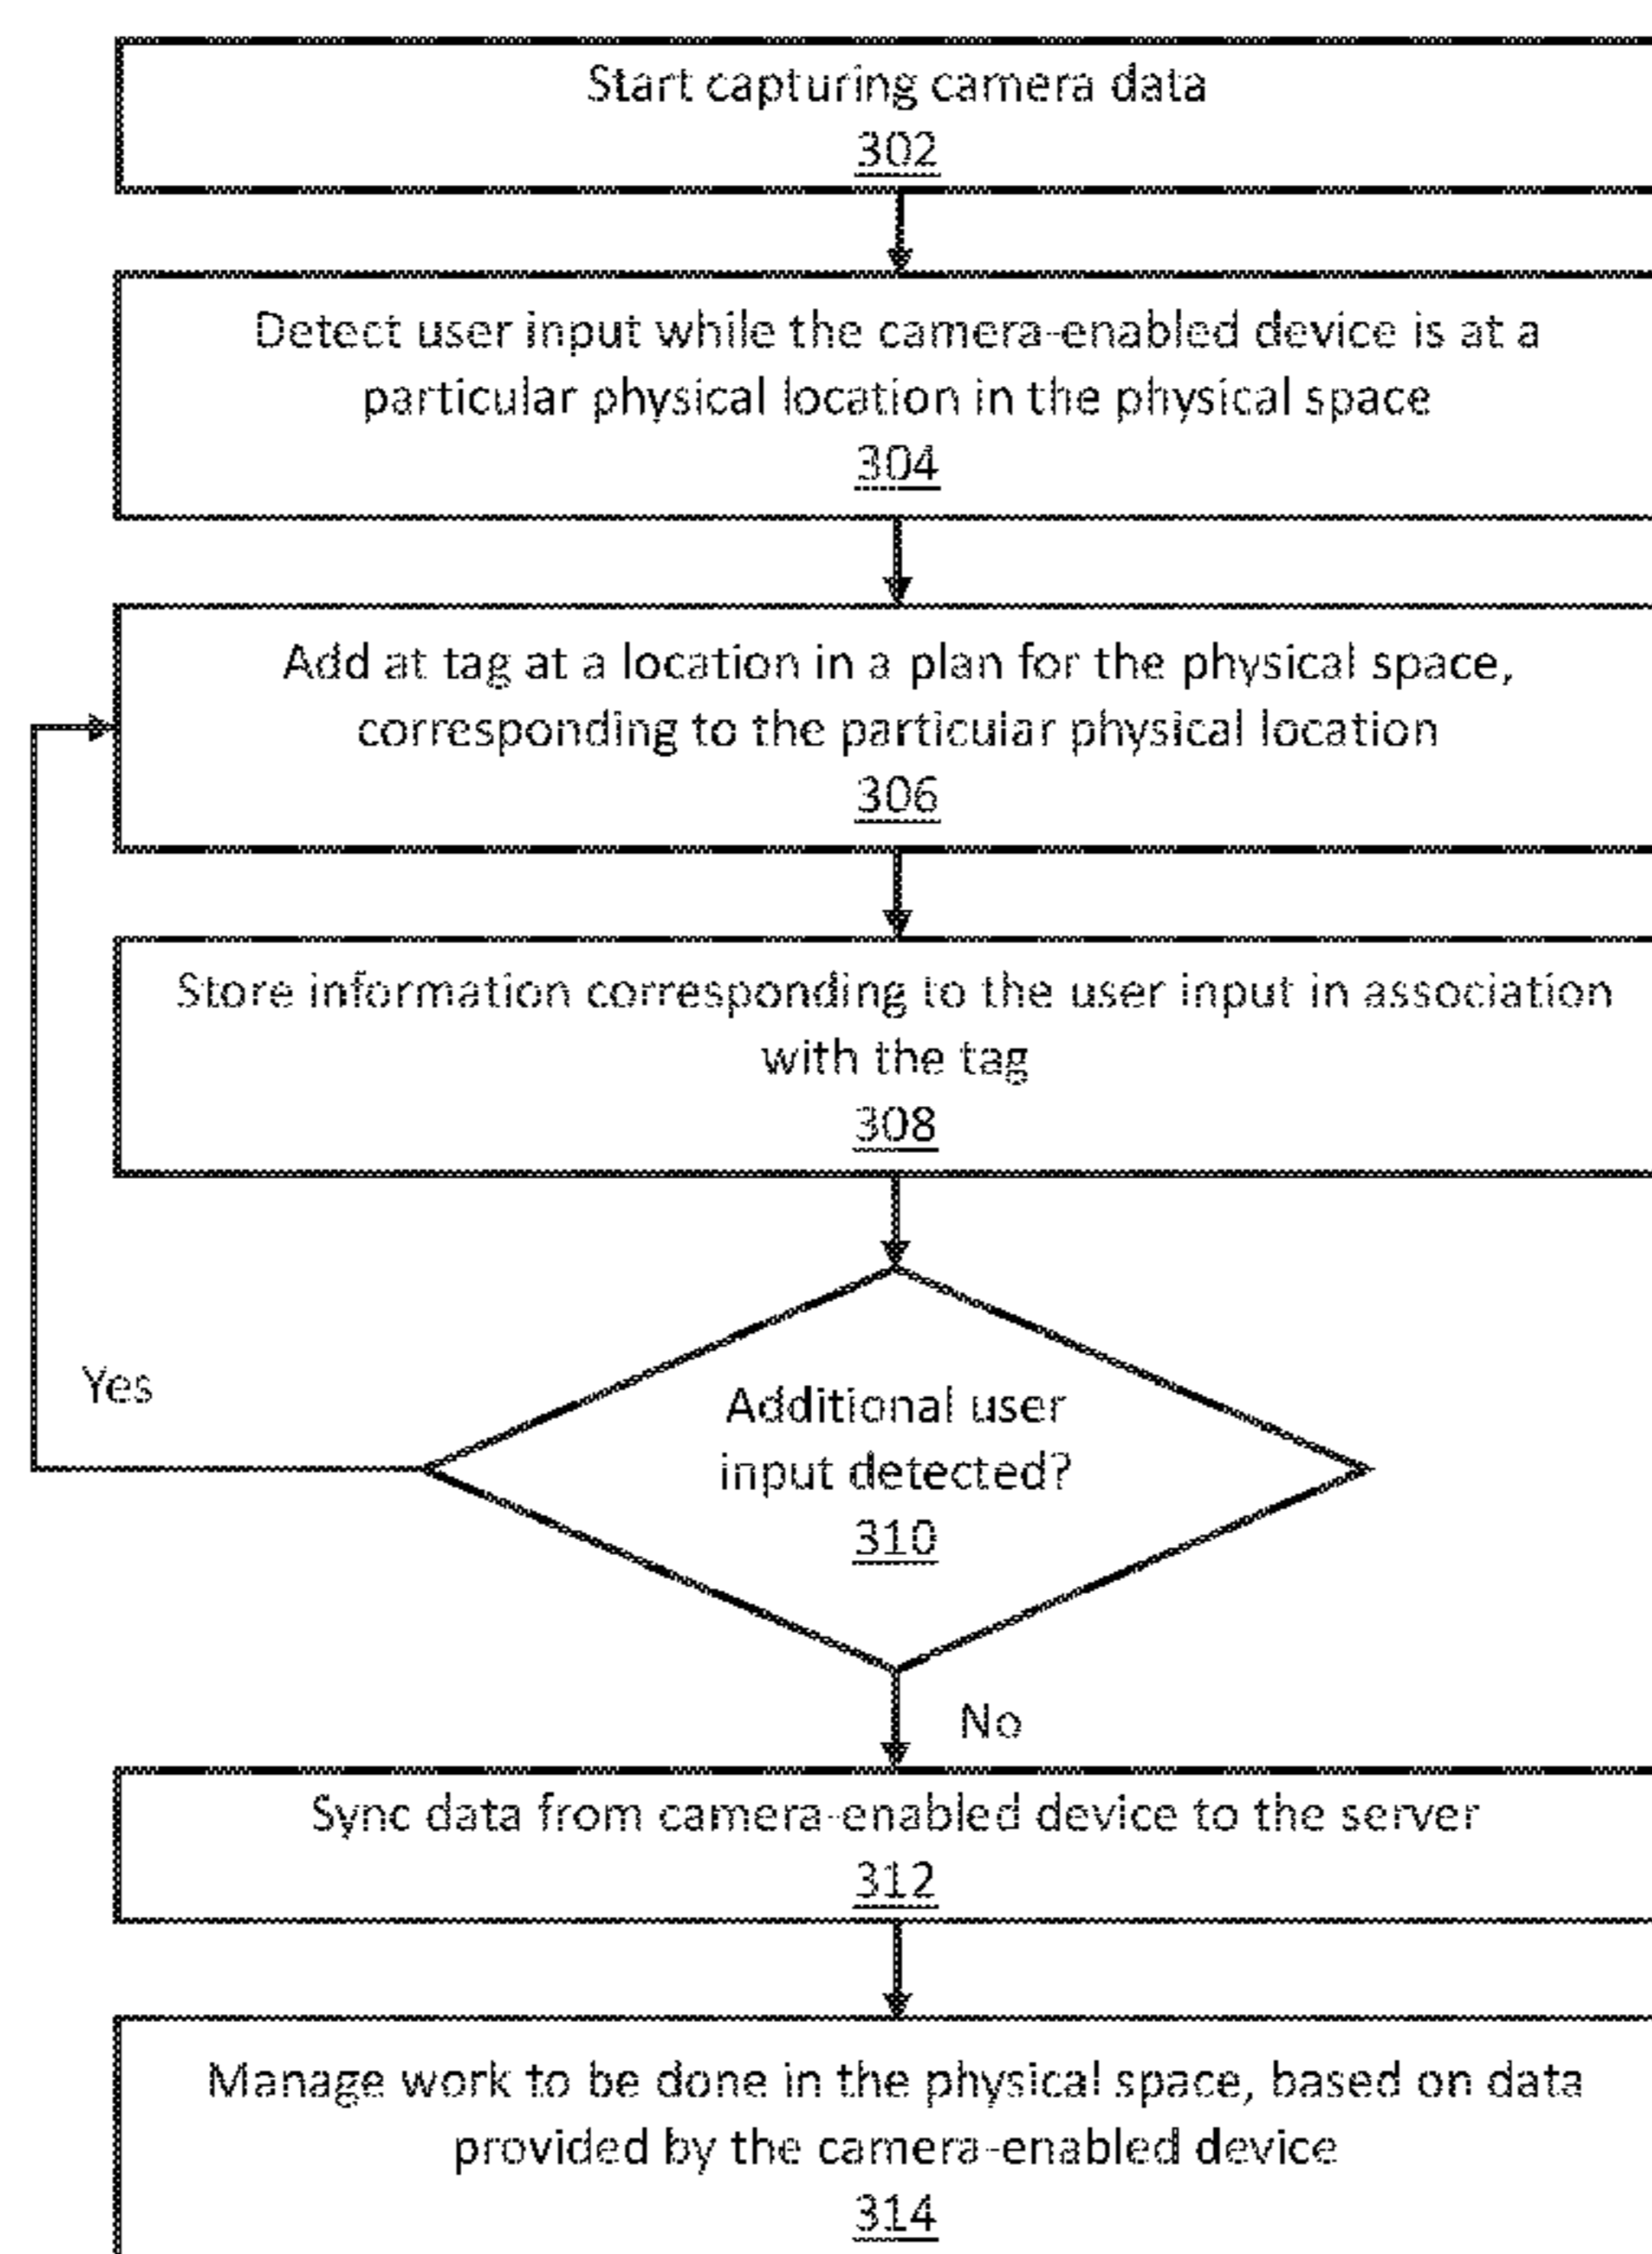 Start capturing camera data
302
Detect user input while the camera-enabled device is at a
particular physical location in the physical space
304
Add at tag at a location in a plan for the physical space,
corresponding to the particular physical location
306
Store information corresponding to the user input in association
with the tag
308
Yes
Additional user
input detected?
310
No
Sync data from camera-enabled device to the server
312
Manage work to be done in the physical space, based on data
provided by the camera-enabled device
314